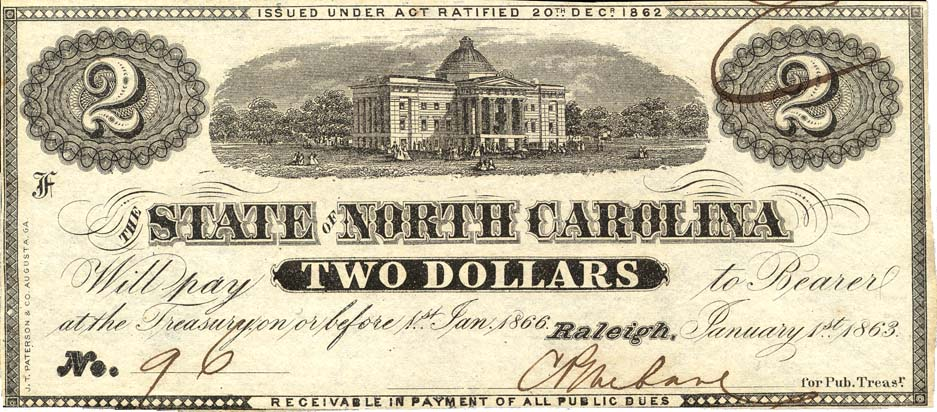 ISSUED UNDER ACT RATIFIED 20TH DECR 1862
2 2
F
THE STATE OF NORTH CAROLINA
Will pay TWO DOLLARS to Bearer
at the Treasury on or before 1st Jan. 1866. Raleigh, January 1st 1863.
No. 96
for Pub. Treasr.
RECEIVABLE IN PAYMENT OF ALL PUBLIC DUES
J.T. PATERSON & CO. AUGUSTA, GA.